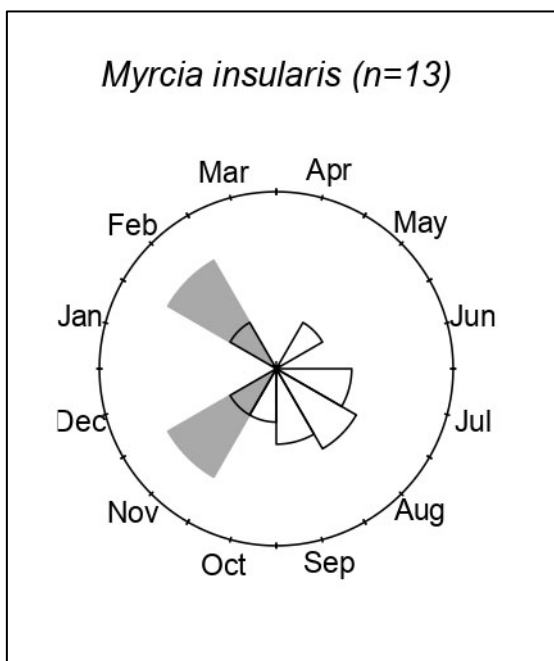 Myrcia insularis (n=13)
Mar Apr
Feb May
Jan Jun
Dec Jul
Nov Aug
Oct Sep